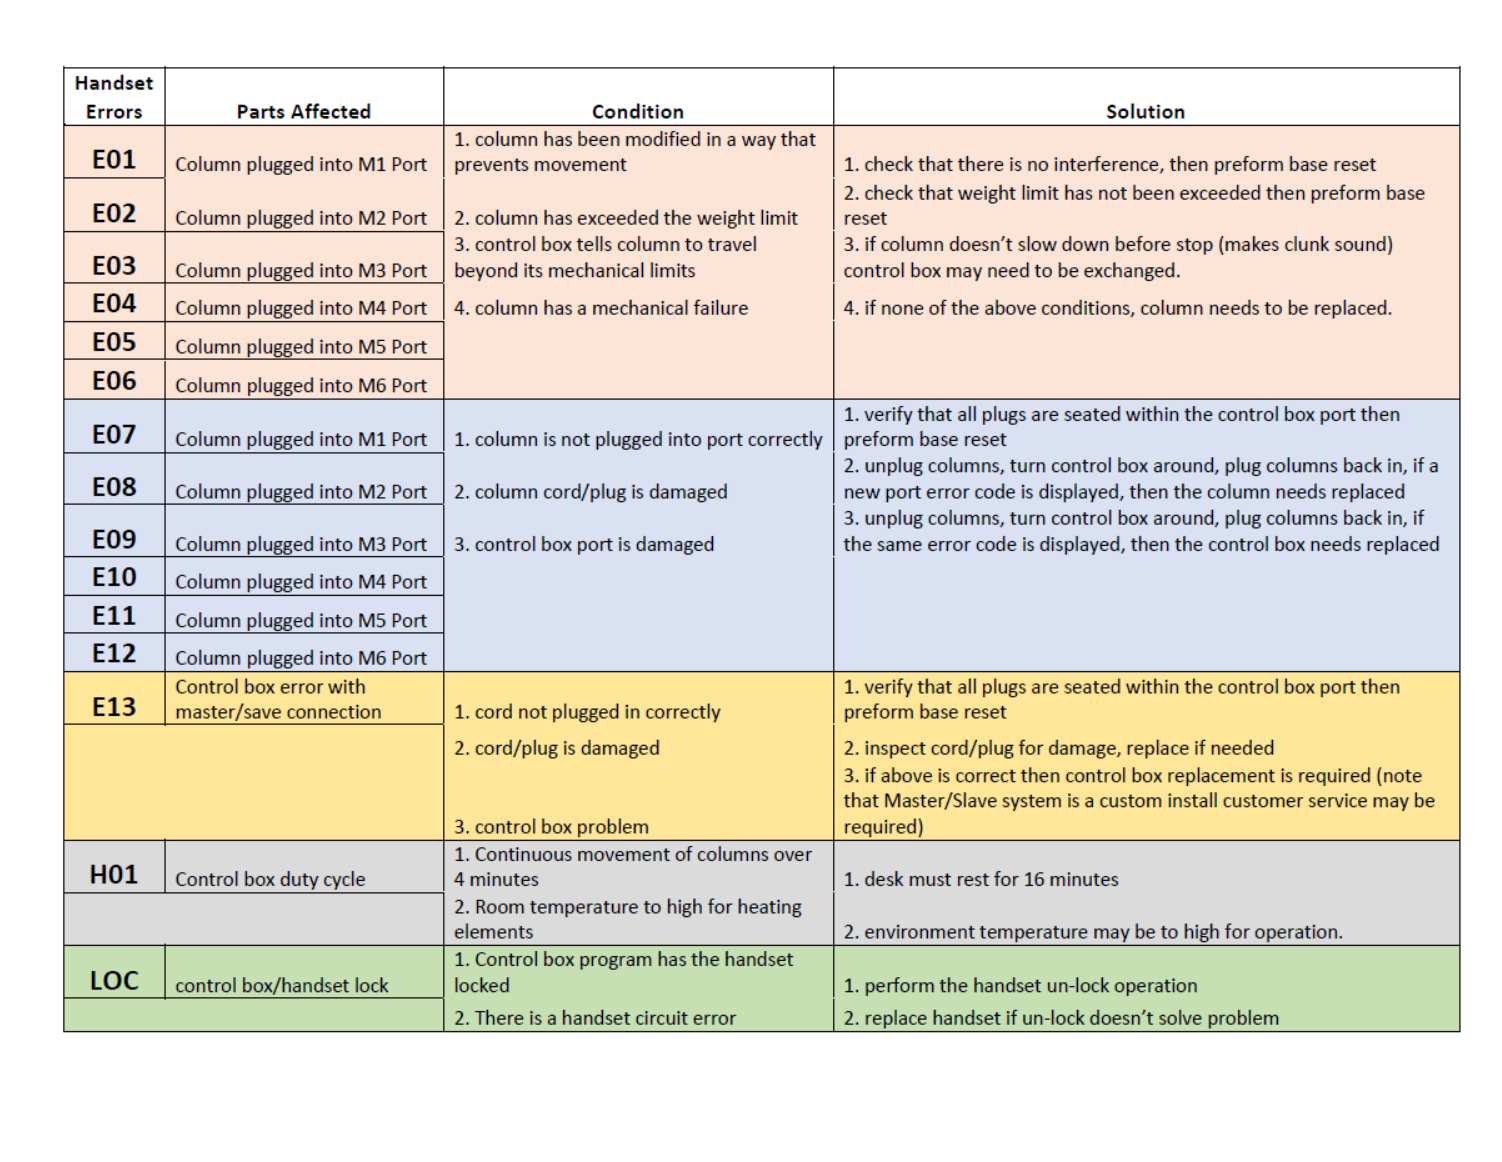 Handset
Errors
Parts Affected
Condition
Solution
E01
Column plugged into M1 Port
1. column has been modified in a way that
prevents movement
1. check that there is no interference, then preform base reset
E02
Column plugged into M2 Port
2. column has exceeded the weight limit
2. check that weight limit has not been exceeded then preform base
reset
E03
Column plugged into M3 Port
3. control box tells column to travel
beyond its mechanical limits
3. if column doesn't slow down before stop (makes clunk sound)
control box may need to be exchanged.
E04
Column plugged into M4 Port
4. column has a mechanical failure
4. if none of the above conditions, column needs to be replaced.
E05
Column plugged into M5 Port
E06
Column plugged into M6 Port
E07
Column plugged into M1 Port
1. column is not plugged into port correctly
1. verify that all plugs are seated within the control box port then
preform base reset
E08
Column plugged into M2 Port
2. column cord/plug is damaged
2. unplug columns, turn control box around, plug columns back in, if a
new port error code is displayed, then the column needs replaced
E09
Column plugged into M3 Port
3. control box port is damaged
3. unplug columns, turn control box around, plug columns back in, if
the same error code is displayed, then the control box needs replaced
E10
Column plugged into M4 Port
E11
Column plugged into M5 Port
E12
Column plugged into M6 Port
E13
Control box error with
master/save connection
1. cord not plugged in correctly
1. verify that all plugs are seated within the control box port then
preform base reset
2. cord/plug is damaged
2. inspect cord/plug for damage, replace if needed
3. control box problem
3. if above is correct then control box replacement is required (note
that Master/Slave system is a custom install customer service may be
required)
H01
Control box duty cycle
1. Continuous movement of columns over
4 minutes
1. desk must rest for 16 minutes
2. Room temperature to high for heating
elements
2. environment temperature may be to high for operation.
LOC
control box/handset lock
1. Control box program has the handset
locked
1. perform the handset un-lock operation
2. There is a handset circuit error
2. replace handset if un-lock doesn't solve problem